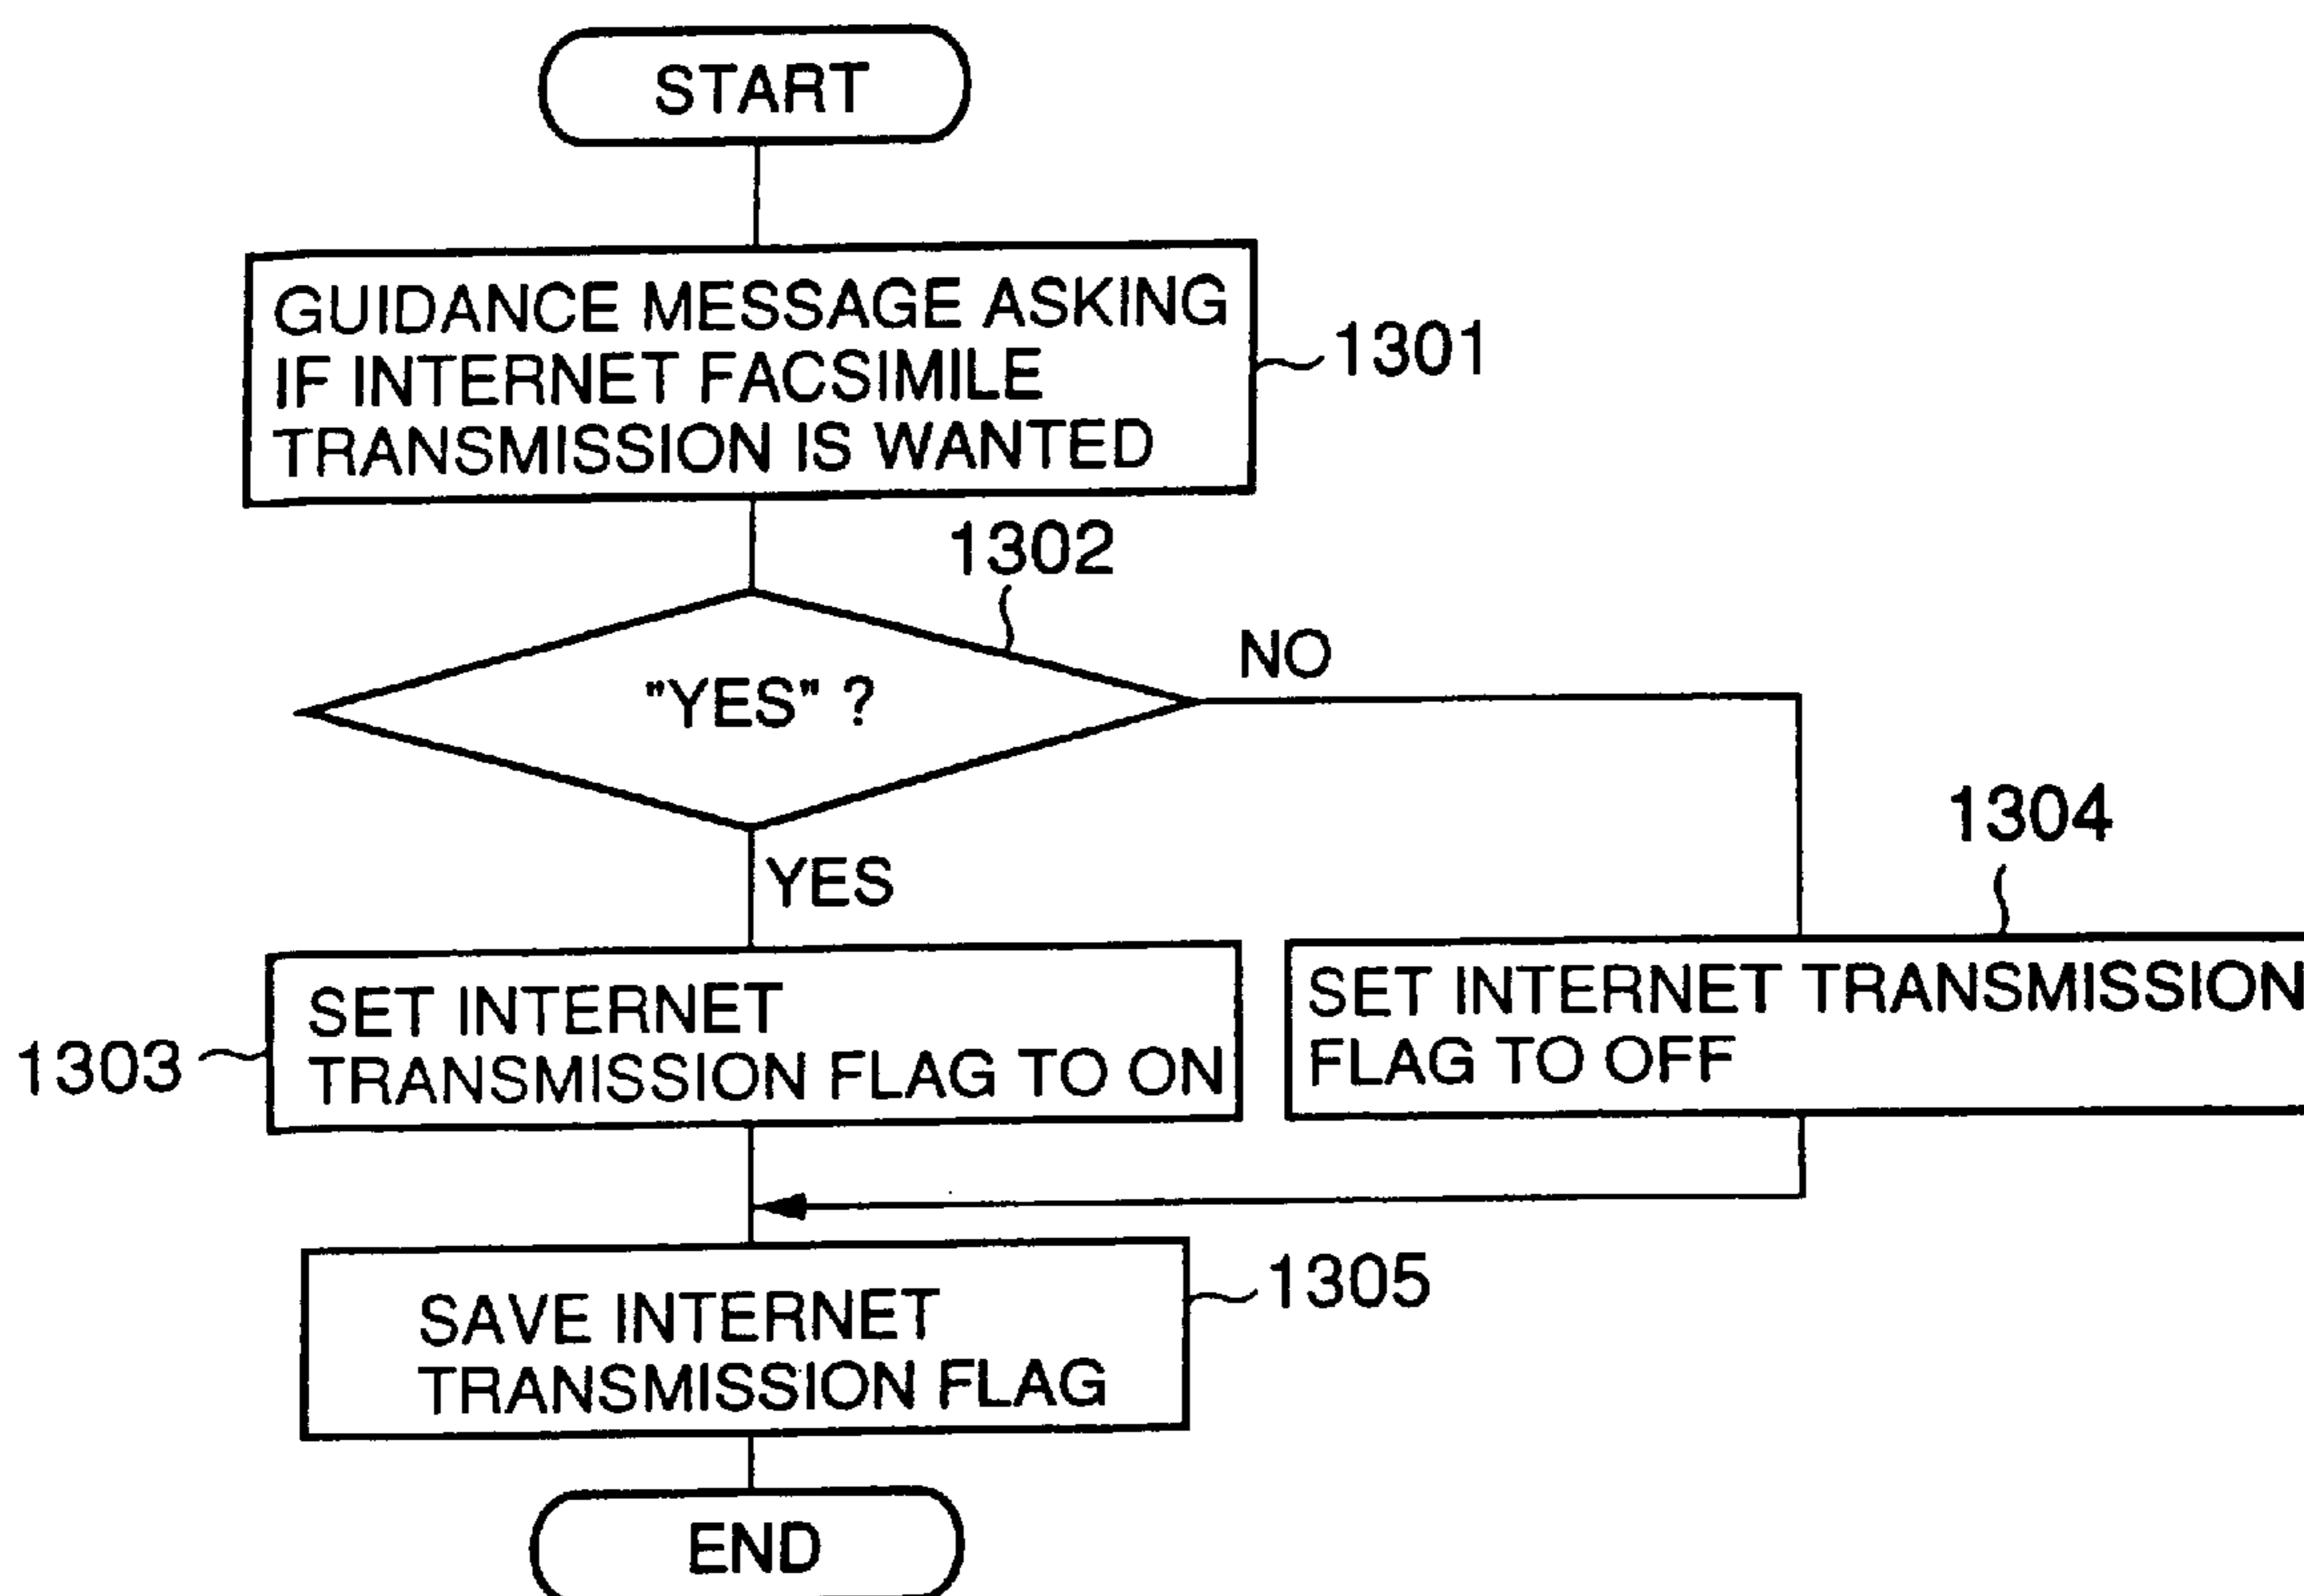 START
GUIDANCE MESSAGE ASKING
IF INTERNET FACSIMILE
TRANSMISSION IS WANTED
1301
1302
"YES" ?
NO
YES
1304
SET INTERNET
TRANSMISSION FLAG TO ON
1303
SET INTERNET TRANSMISSION
FLAG TO OFF
SAVE INTERNET
TRANSMISSION FLAG
1305
END